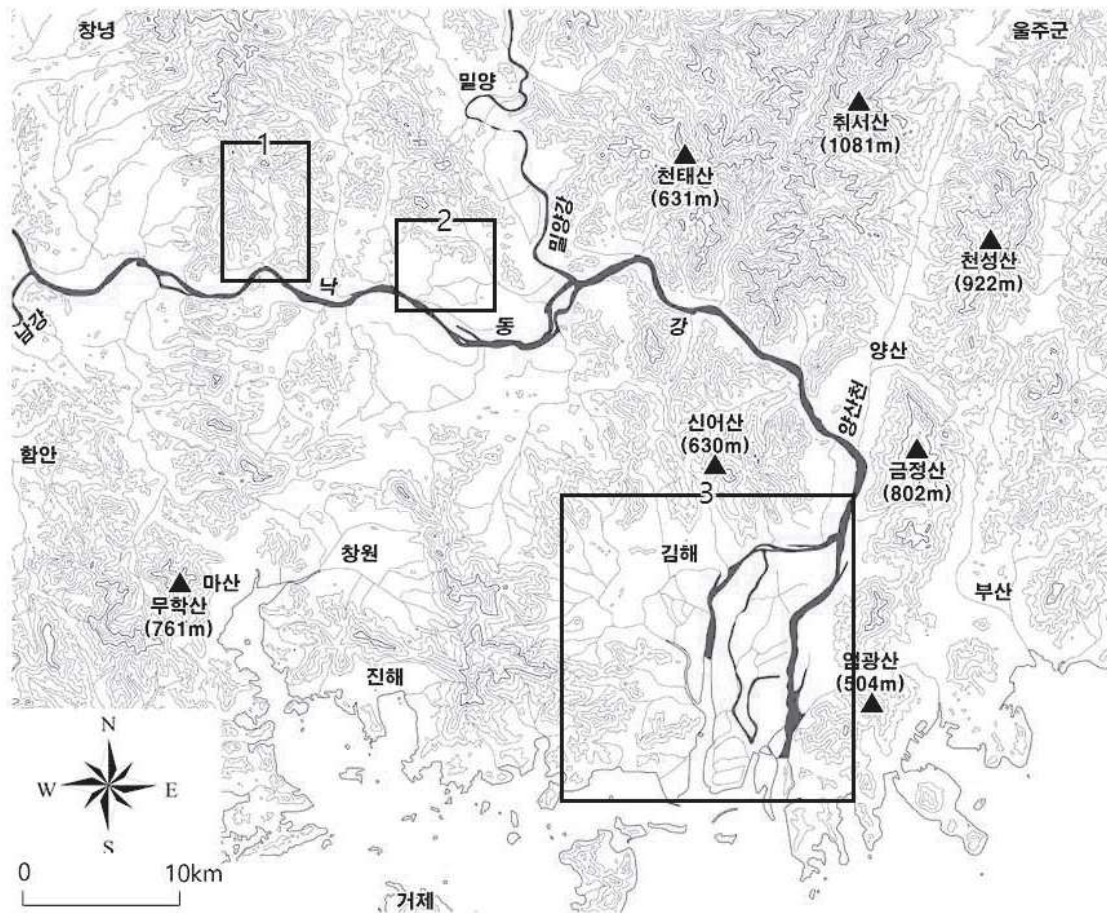 창녕
울주군
밀양
취서산
(1081m)
1
천태산
(631m)
밀양강
2
천성산
(922m)
낙
동
강
남강
양산
양산천
신어산
(630m)
함안
금정산
(802m)
3
창원
김해
마산
무학산
(761m)
부산
엄광산
(504m)
진해
N
W
E
S
0
10km
거제